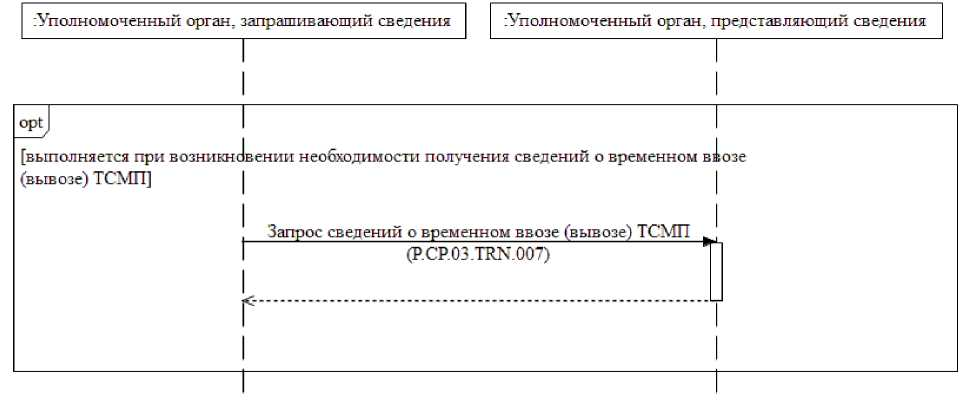 :Уполномоченный орган, запрашивающий сведения
:Уполномоченный орган, представляющий сведения
opt
[выполняется при возникновении необходимости получения сведений о временном ввозе
(вывозе) ТСМП]
Запрос сведений о временном ввозе (вывозе) ТСМП
(P.CP.03.TRN.007)